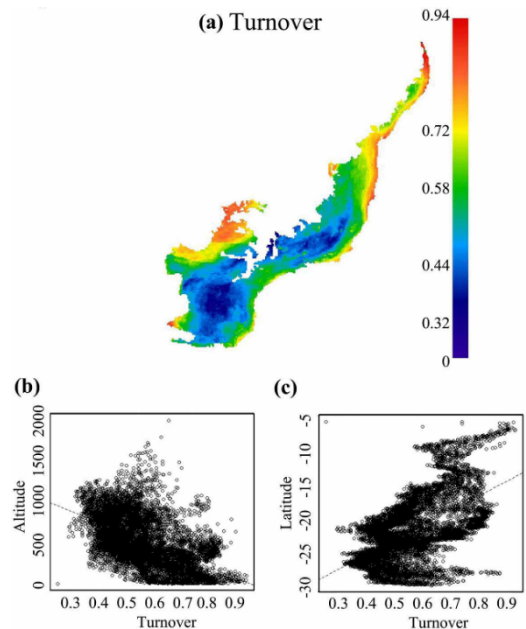 (a) Turnover
0.94
0.72
0.58
0.44
0.32
0
(b)
Altitude
0 500 1000 1500 2000
0.3 0.4 0.5 0.6 0.7 0.8 0.9
Turnover
(c)
Latitude
-30 -25 -20 -15 -10 -5
0.3 0.4 0.5 0.6 0.7 0.8 0.9
Turnover